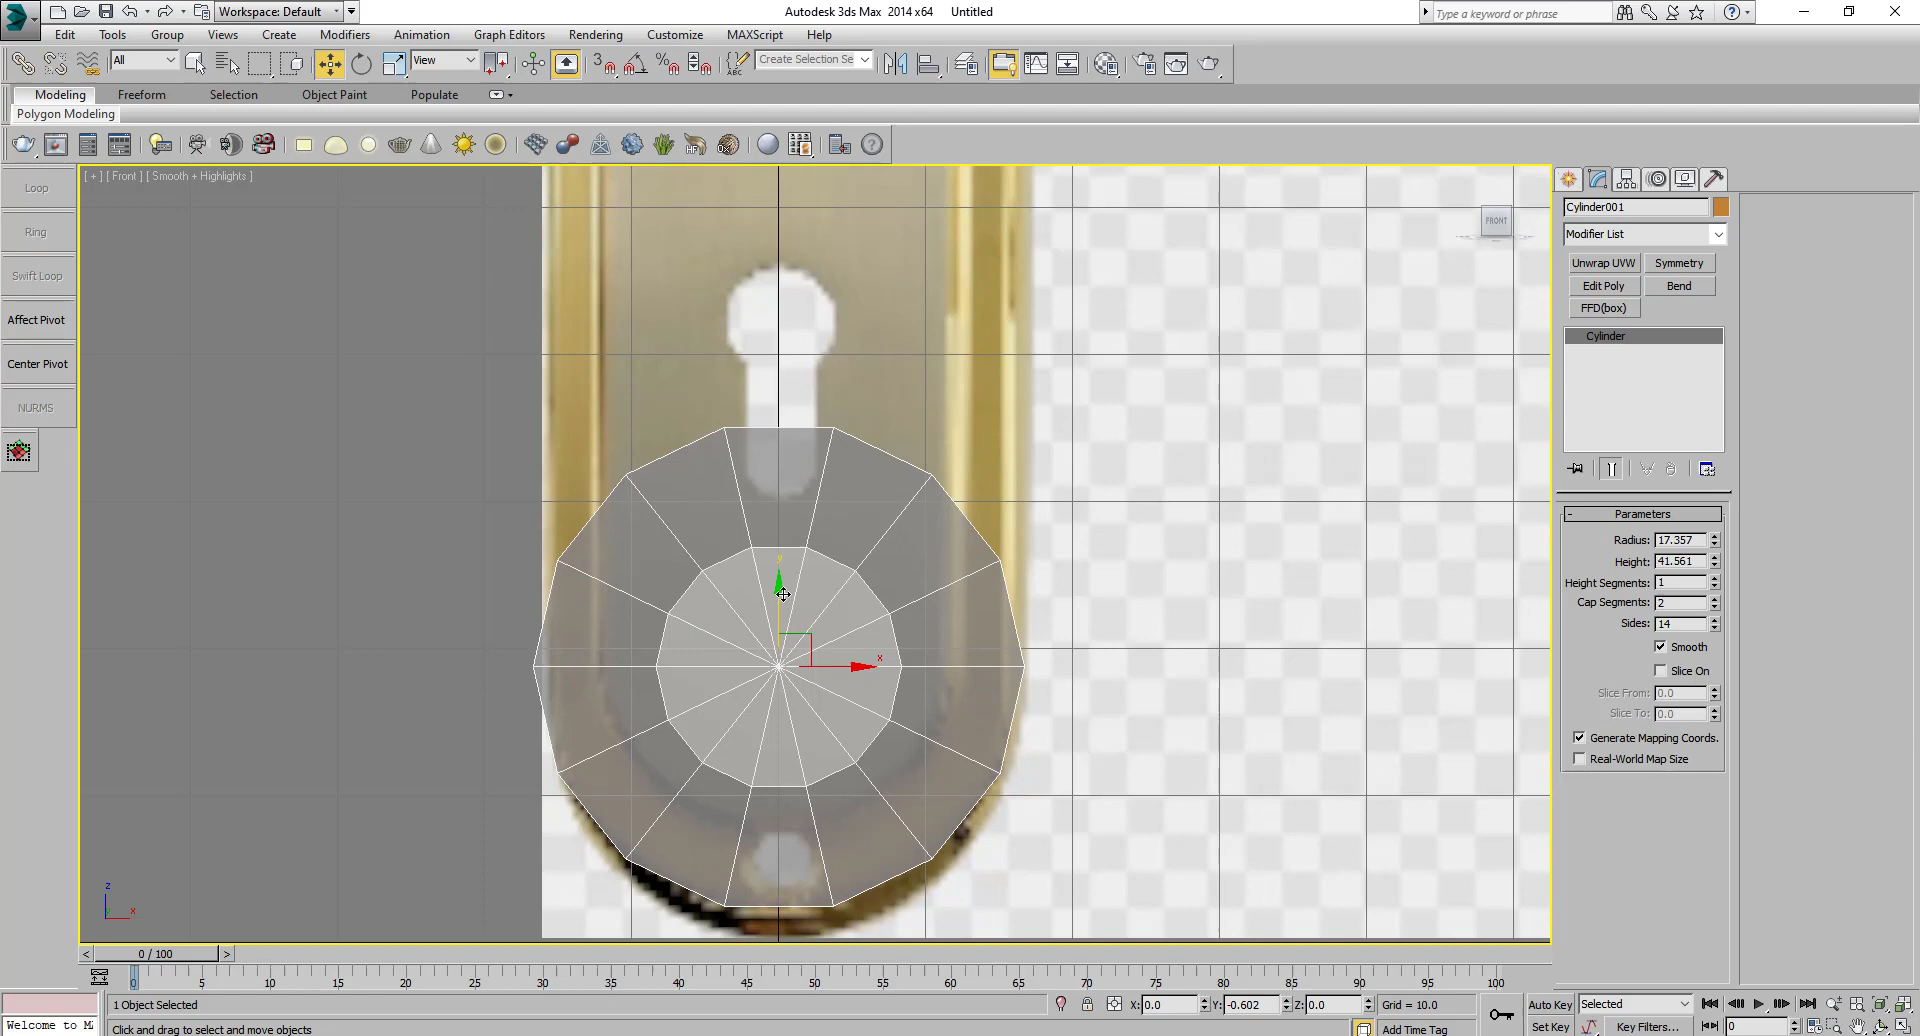 Workspace: Default
Autodesk 3ds Max 2014 x64 Untitled
Type a keyword or phrase
Edit Tools Group Views Create Modifiers Animation Graph Editors Rendering Customize MAXScript Help
All View 3 Create Selection Se
Modeling Freeform Selection Object Paint Populate
Polygon Modeling
[ + ] [ Front ] [ Smooth + Highlights ]
Loop
Ring
Swift Loop
Affect Pivot
Center Pivot
NURMS
FRONT
y
x
z
x
Cylinder001
Modifier List
Unwrap UVW Symmetry
Edit Poly Bend
FFD(box)
Cylinder
- Parameters
Radius: 17.357
Height: 41.561
Height Segments: 1
Cap Segments: 2
Sides: 14
Smooth
Slice On
Slice From: 0.0
Slice To: 0.0
Generate Mapping Coords.
Real-World Map Size
< 0 / 100 >
0 5 10 15 20 25 30 35 40 45 50 55 60 65 70 75 80 85 90 95 100
1 Object Selected X: 0.0 Y: -0.602 Z: 0.0 Grid = 10.0 Auto Key Selected
Welcome to M Click and drag to select and move objects Add Time Tag Set Key Key Filters... 0